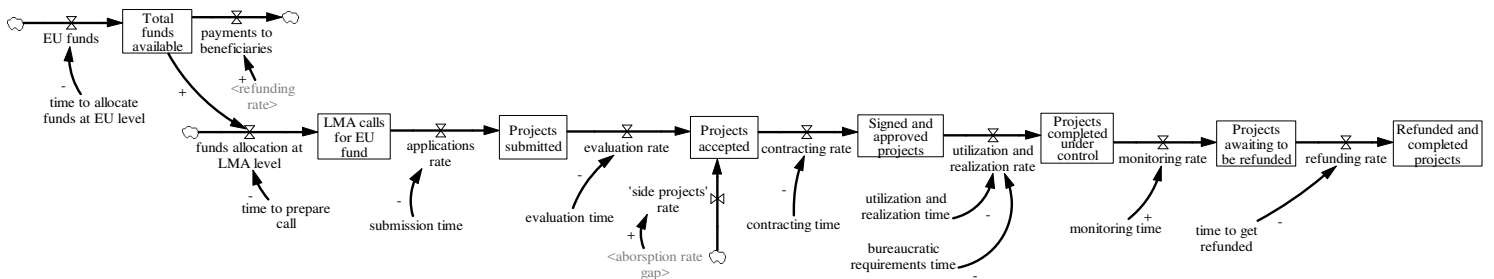 EU funds
Total
funds
available
payments to
beneficiaries
-
time to allocate
funds at EU level
+
+
<refunding
rate>
funds allocation at
LMA level
-
time to prepare
call
LMA calls
for EU
fund
applications
rate
-
submission time
Projects
submitted
evaluation rate
-
evaluation time
Projects
accepted
'side projects'
rate
+
<aborsption rate
gap>
contracting rate
-
contracting time
Signed and
approved
projects
utilization and
realization rate
utilization and
realization time
-
bureaucratic
requirements time
-
Projects
completed
under
control
monitoring rate
+
monitoring time
Projects
awaiting to
be refunded
refunding rate
-
time to get
refunded
Refunded and
completed
projects